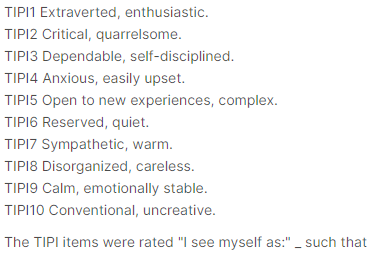 TIPI1 Extraverted, enthusiastic.
TIPI2 Critical, quarrelsome.
TIPI3 Dependable, self-disciplined.
TIPI4 Anxious, easily upset.
TIPI5 Open to new experiences, complex.
TIPI6 Reserved, quiet.
TIPI7 Sympathetic, warm.
TIPI8 Disorganized, careless.
TIPI9 Calm, emotionally stable.
TIPI10 Conventional, uncreative.
The TIPI items were rated "I see myself as:" _ such that